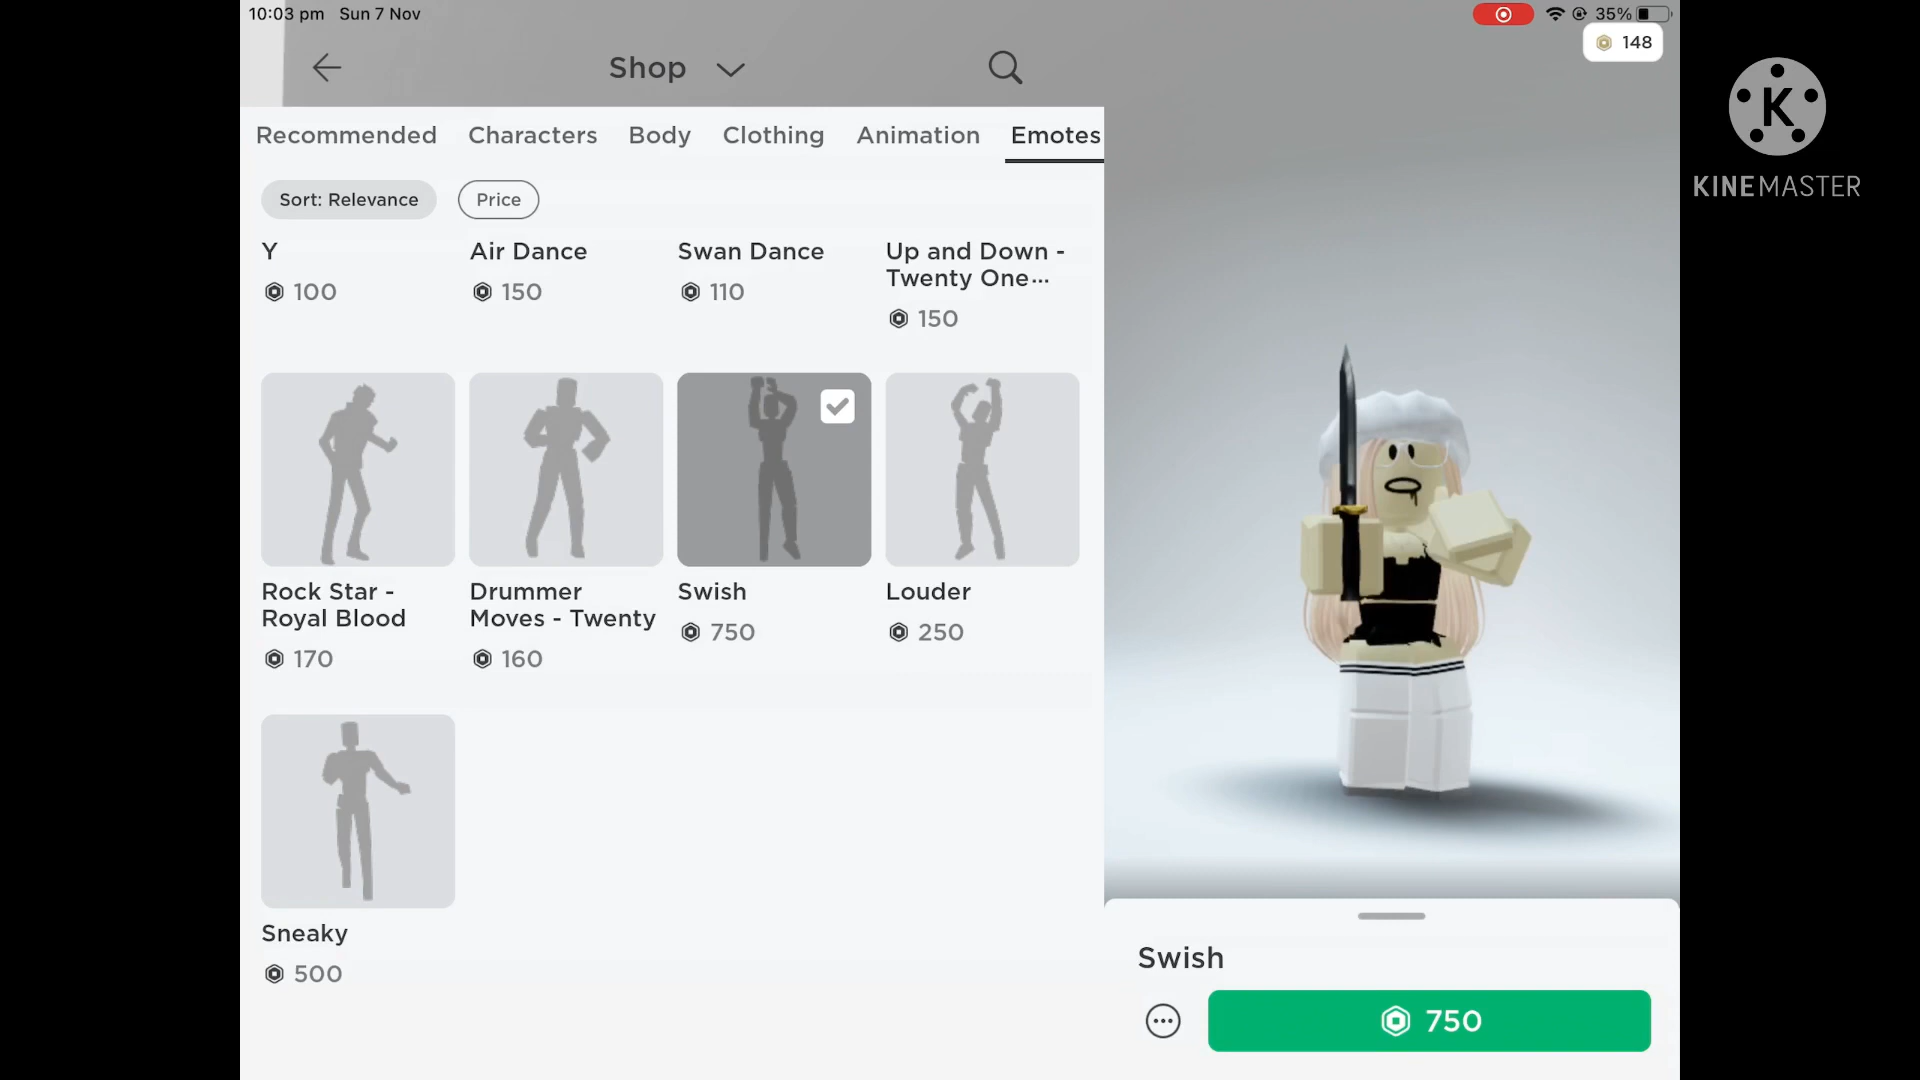 10:03 pm Sun 7 Nov
35%
148
Shop
KINEMASTER
Recommended Characters Body Clothing Animation Emotes
Sort: Relevance Price
Y
100
Air Dance
150
Swan Dance
110
Up and Down -
Twenty One...
150
Rock Star -
Royal Blood
170
Drummer
Moves - Twenty
160
Swish
750
Louder
250
Sneaky
500
Swish
750